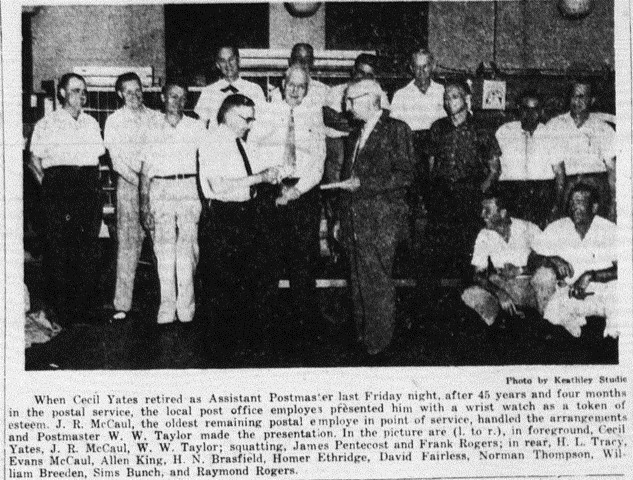 Photo by Keathley Studio
When Cecil Yates retired as Assistant Postmaster last Friday night, after 45 years and four months
in the postal service, the local post office employes presented him with a wrist watch as a token of
esteem. J. R. McCaul, the oldest remaining postal employe in point of service, handled the arrangements
and Postmaster W. W. Taylor made the presentation. In the picture are (l. to r.), in foreground, Cecil
Yates, J. R. McCaul, W. W. Taylor; squatting, James Pentecost and Frank Rogers; in rear, H. L. Tracy,
Evans McCaul, Allen King, H. N. Brasfield, Homer Ethridge, David Fairless, Norman Thompson, Wil-
liam Breeden, Sims Bunch, and Raymond Rogers.